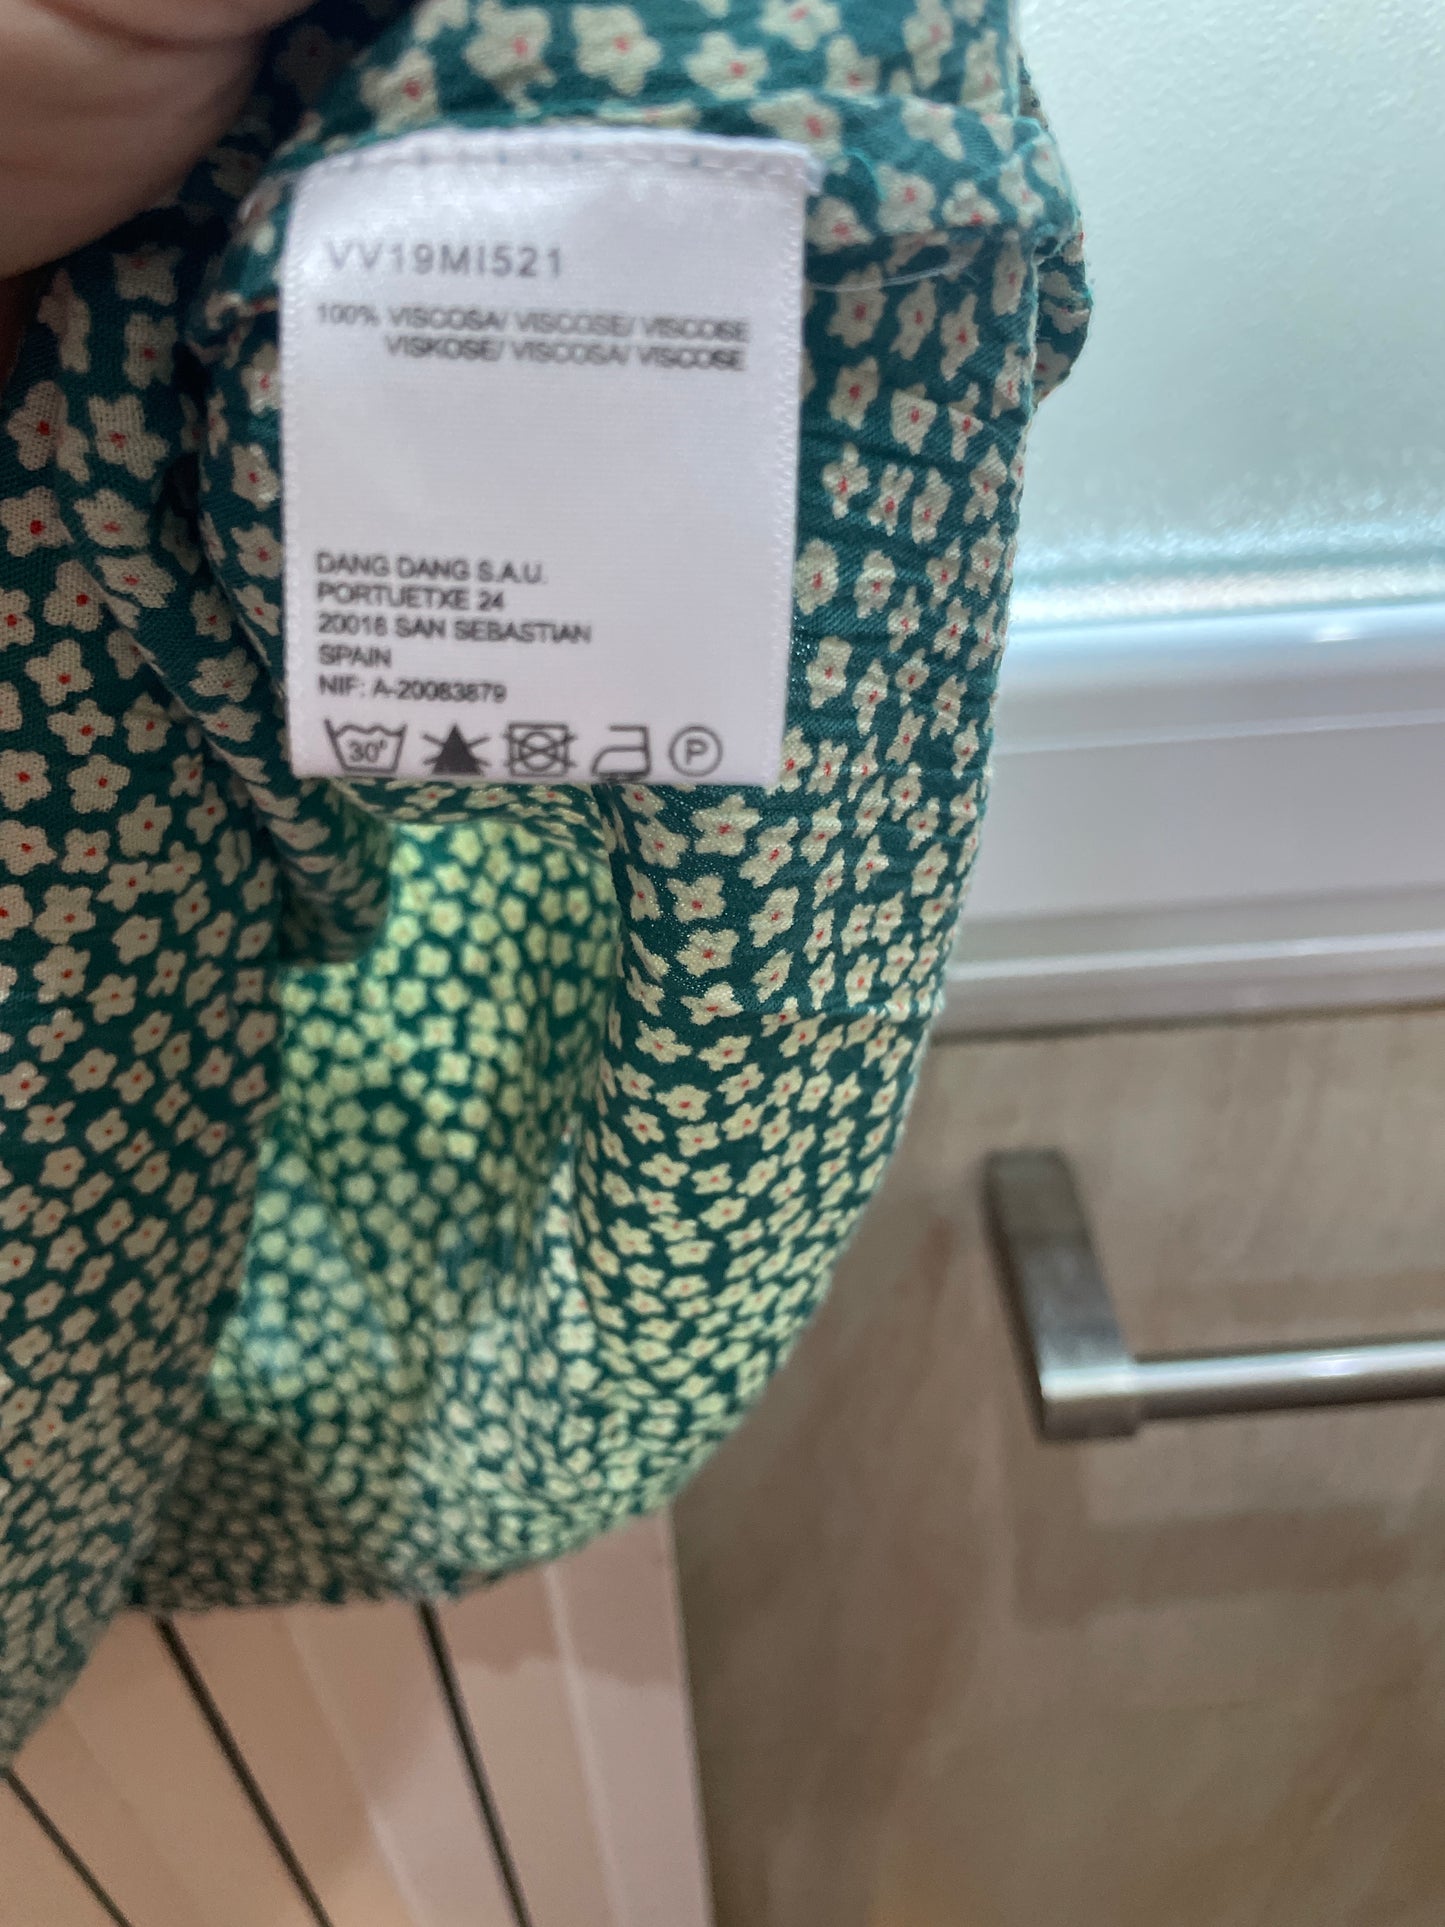 VV19MI521
100% VISCOSA/ VISCOSE/ VISCOSE
VISKOSE/ VISCOSA/ VISCOSE
DANG DANG S.A.U.
PORTUETXE 24
20018 SAN SEBASTIAN
SPAIN
NIF: A-20083879
30°
P